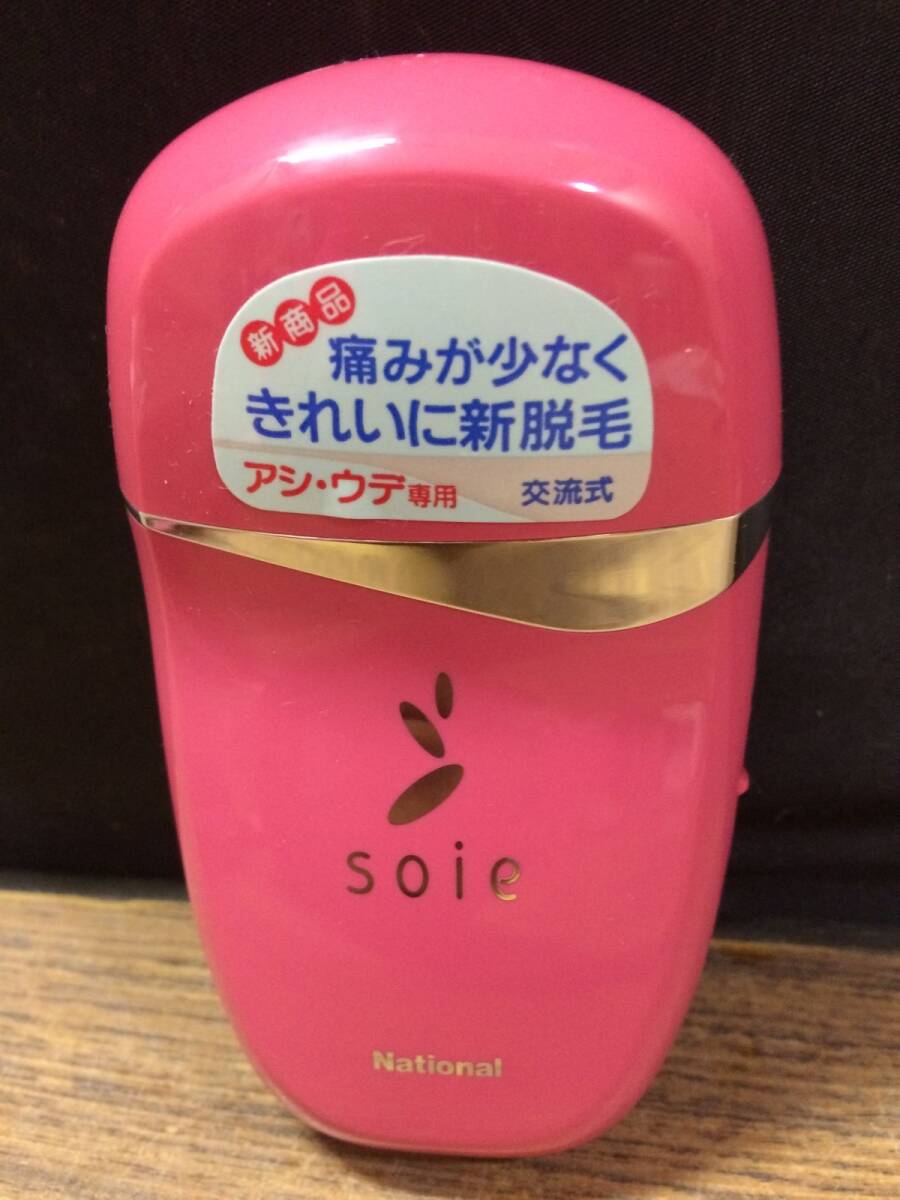 新商品
痛みが少なく
きれいに新脱毛
アシ・ウデ専用 交流式
soie
National